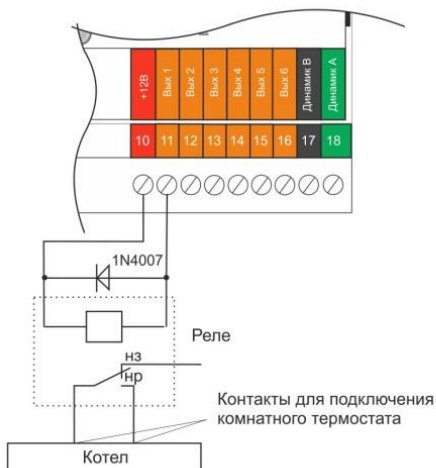 +12В Вых 1 Вых 2 Вых 3 Вых 4 Вых 5 Вых 6 Динамик В Динамик А
10 11 12 13 14 15 16 17 18
1N4007
Реле
нз
нр
Контакты для подключения
комнатного термостата
Котел